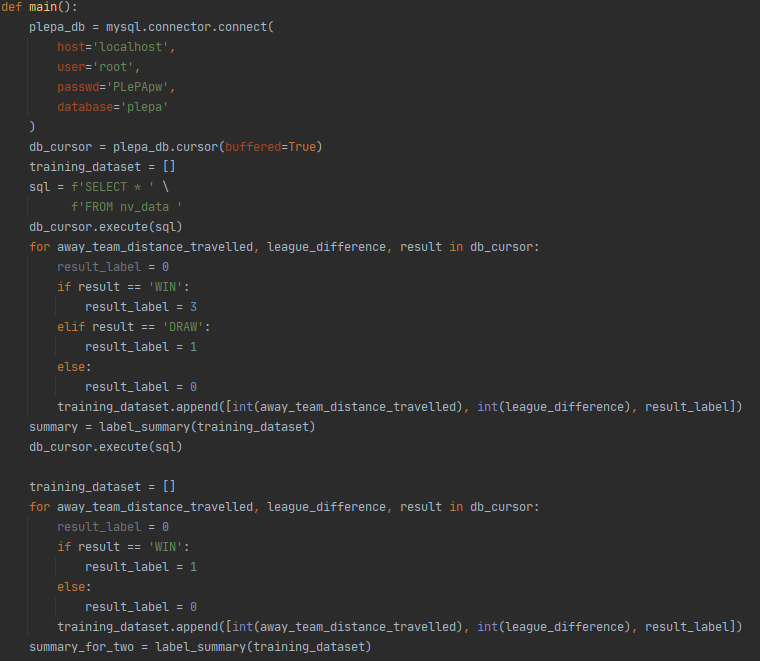 def main():
    plepa_db = mysql.connector.connect(
        host='localhost',
        user='root',
        passwd='PLePApw',
        database='plepa'
    )
    db_cursor = plepa_db.cursor(buffered=True)
    training_dataset = []
    sql = f'SELECT * ' \
          f'FROM nv_data '
    db_cursor.execute(sql)
    for away_team_distance_travelled, league_difference, result in db_cursor:
        result_label = 0
        if result == 'WIN':
            result_label = 3
        elif result == 'DRAW':
            result_label = 1
        else:
            result_label = 0
        training_dataset.append([int(away_team_distance_travelled), int(league_difference), result_label])
    summary = label_summary(training_dataset)
    db_cursor.execute(sql)

    training_dataset = []
    for away_team_distance_travelled, league_difference, result in db_cursor:
        result_label = 0
        if result == 'WIN':
            result_label = 1
        else:
            result_label = 0
        training_dataset.append([int(away_team_distance_travelled), int(league_difference), result_label])
    summary_for_two = label_summary(training_dataset)